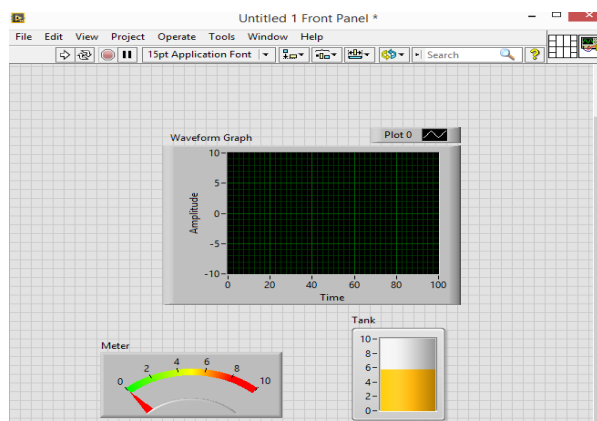 Untitled 1 Front Panel *
File Edit View Project Operate Tools Window Help
15pt Application Font Search ?
Waveform Graph Plot 0
10
5
0
-5
-10
Amplitude
0 20 40 60 80 100
Time
Meter
0 2 4 6 8 10
Tank
10
8
6
4
2
0